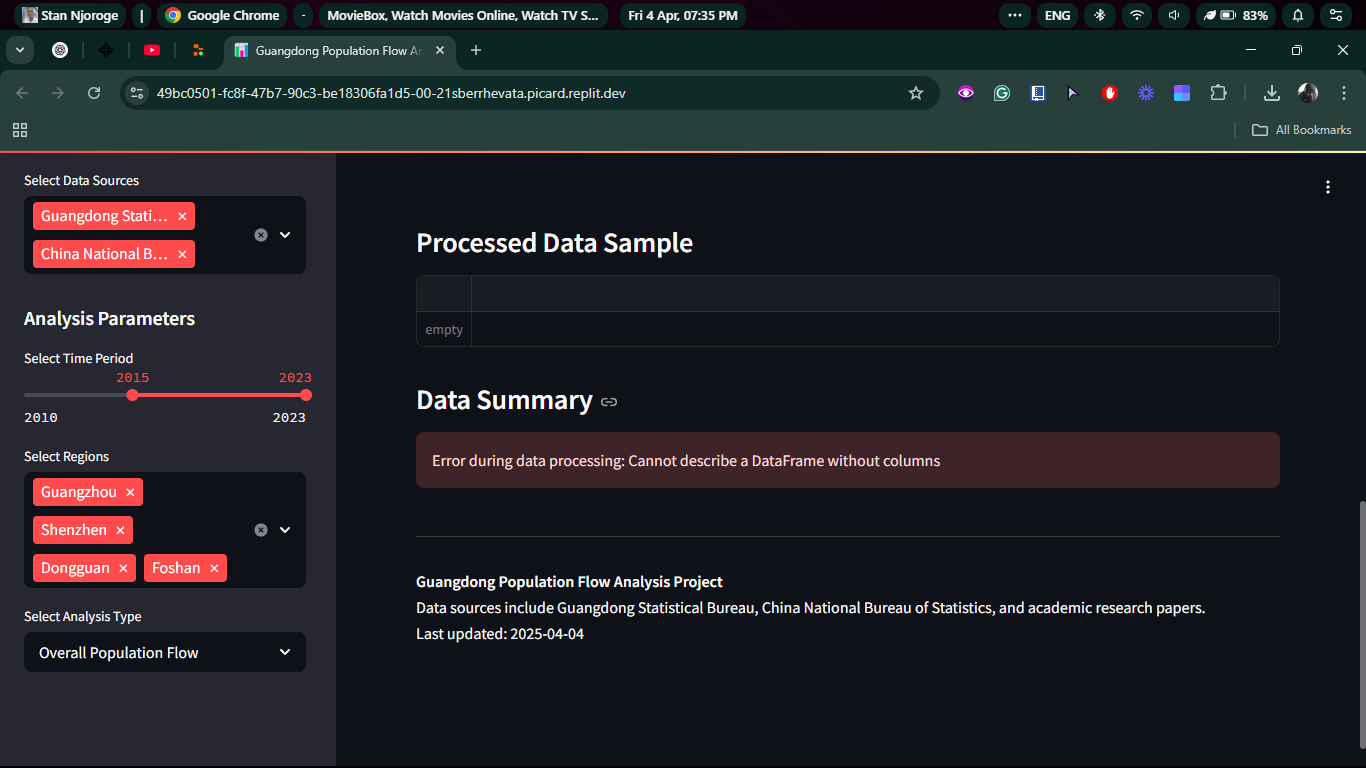 Stan Njoroge | Google Chrome - MovieBox, Watch Movies Online, Watch TV S... Fri 4 Apr, 07:35 PM ... ENG 83%
Guangdong Population Flow An
49bc0501-fc8f-47b7-90c3-be18306fa1d5-00-21sberrhevata.picard.replit.dev
All Bookmarks
Select Data Sources
Guangdong Stati...
China National B...
Analysis Parameters
Select Time Period
2015 2023
2010 2023
Select Regions
Guangzhou
Shenzhen
Dongguan Foshan
Select Analysis Type
Overall Population Flow
Processed Data Sample
empty
Data Summary
Error during data processing: Cannot describe a DataFrame without columns
Guangdong Population Flow Analysis Project
Data sources include Guangdong Statistical Bureau, China National Bureau of Statistics, and academic research papers.
Last updated: 2025-04-04